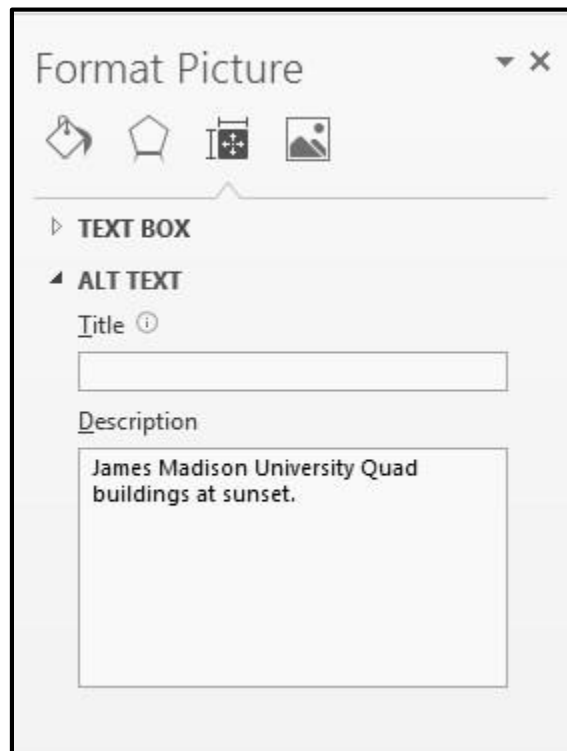 Format Picture
TEXT BOX
ALT TEXT
Title
Description
James Madison University Quad
buildings at sunset.